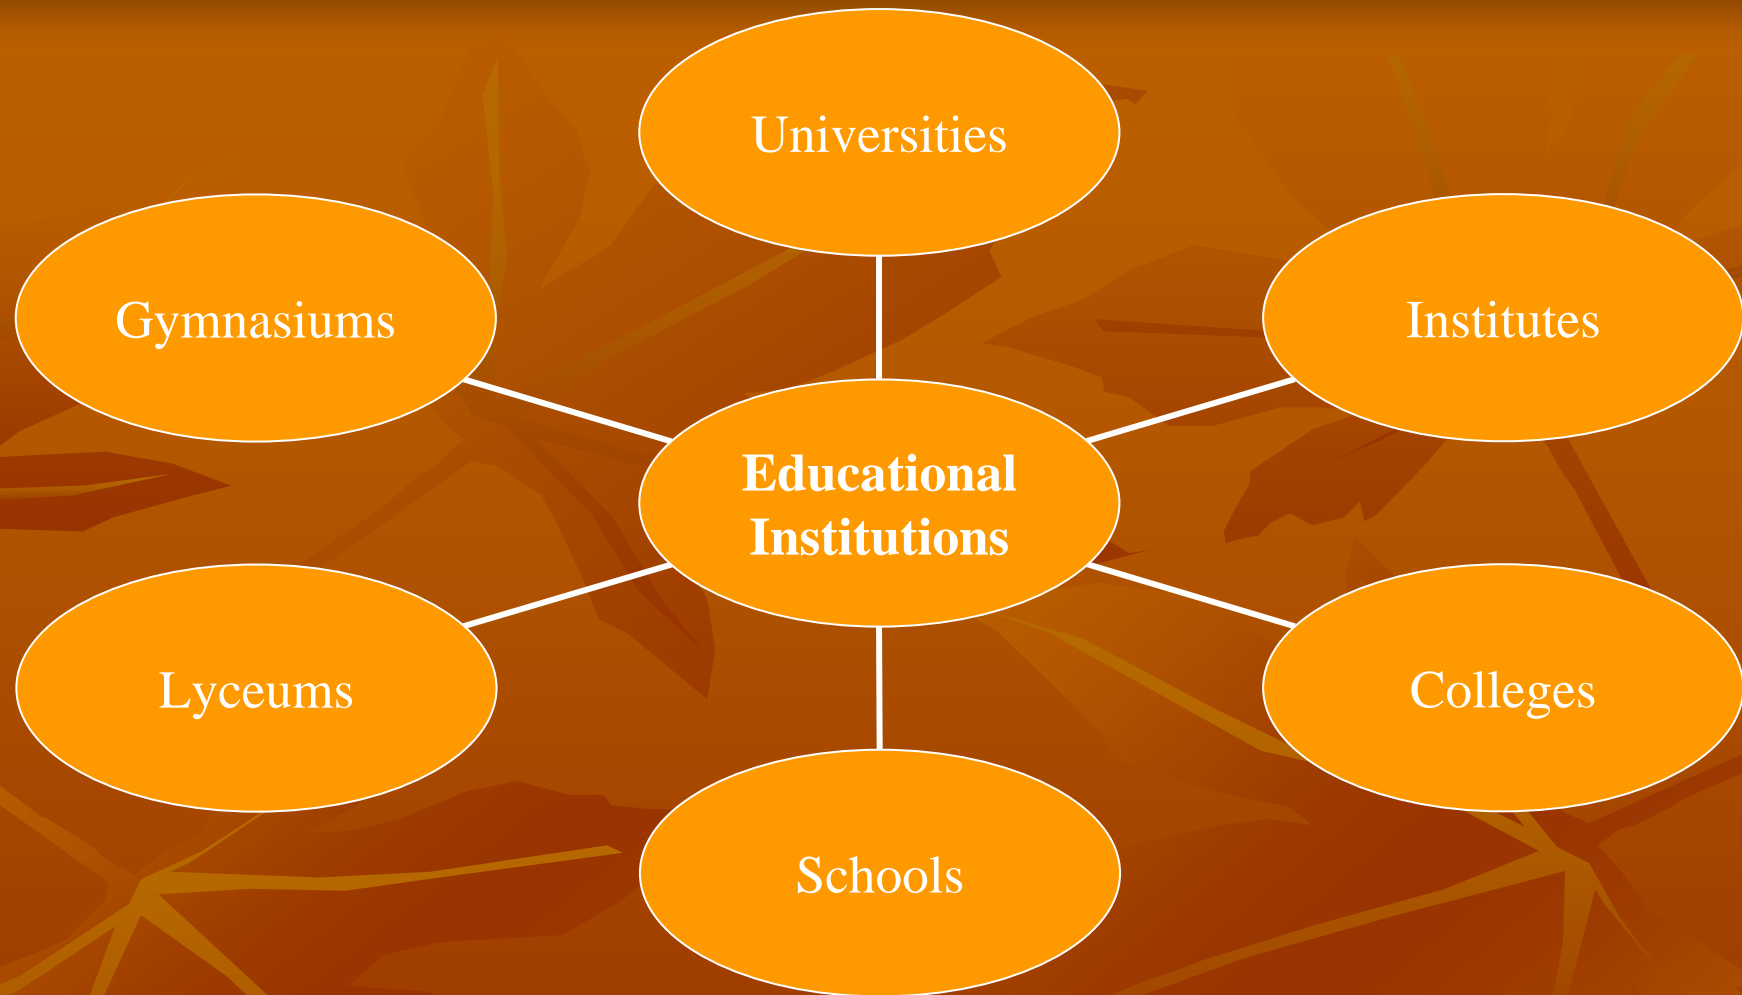 Universities
Gymnasiums
Institutes
Educational
Institutions
Lyceums
Colleges
Schools